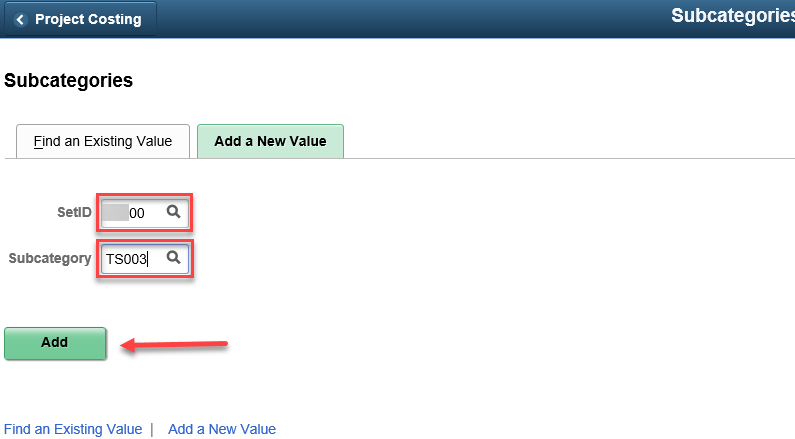 Project Costing
Subcategories
Subcategories
Find an Existing Value
Add a New Value
SetID 00
Subcategory TS003
Add
Find an Existing Value | Add a New Value